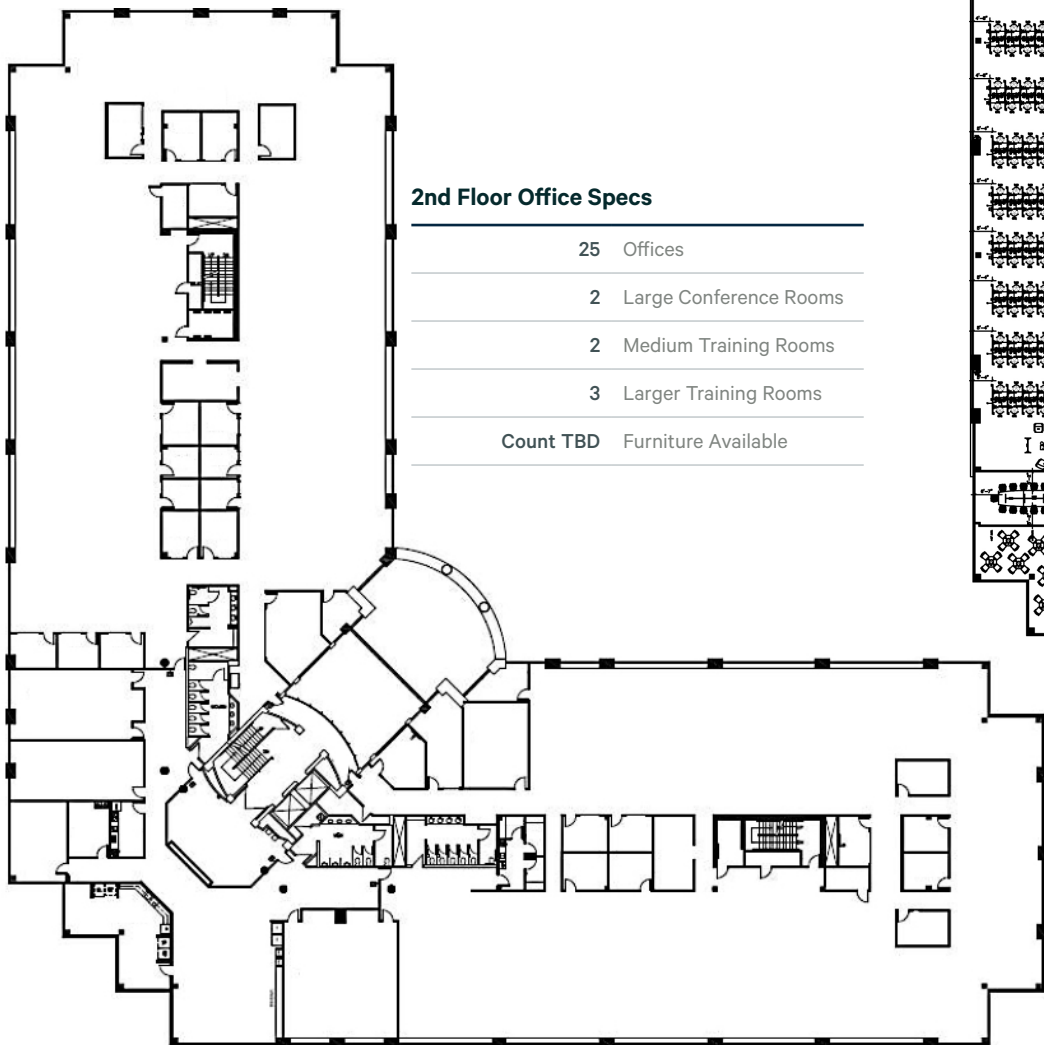 2nd Floor Office Specs
25 Offices
2 Large Conference Rooms
2 Medium Training Rooms
3 Larger Training Rooms
Count TBD Furniture Available